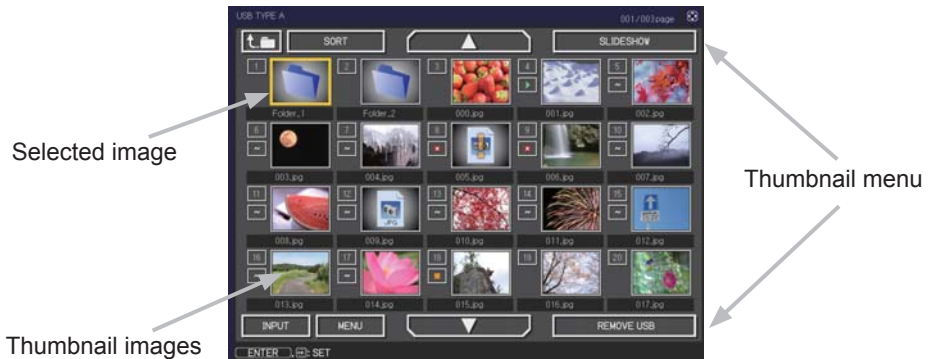 USB TYPE A 001/003page
SORT SLIDESHOW
1 2 3 4 5
Folder_1 Folder_2 000.jpg 001.jpg 002.jpg
6 7 8 9 10
003.jpg 004.jpg 005.jpg 006.jpg 007.jpg
11 12 13 14 15
JPG
008.jpg 009.jpg 010.jpg 011.jpg 012.jpg
16 17 18 19 20
013.jpg 014.jpg 015.jpg 016.jpg 017.jpg
INPUT MENU REMOVE USB
ENTER , : SET
Selected image
Thumbnail menu
Thumbnail images